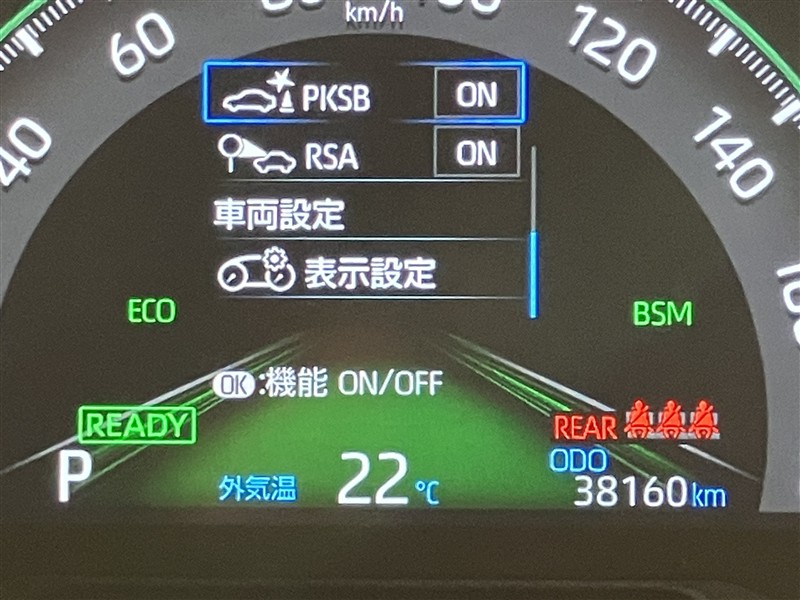 km/h
60
120
40
140
PKSB ON
RSA ON
車両設定
表示設定
ECO
BSM
OK:機能 ON/OFF
READY
REAR
P
外気温 22℃
ODO
38160km